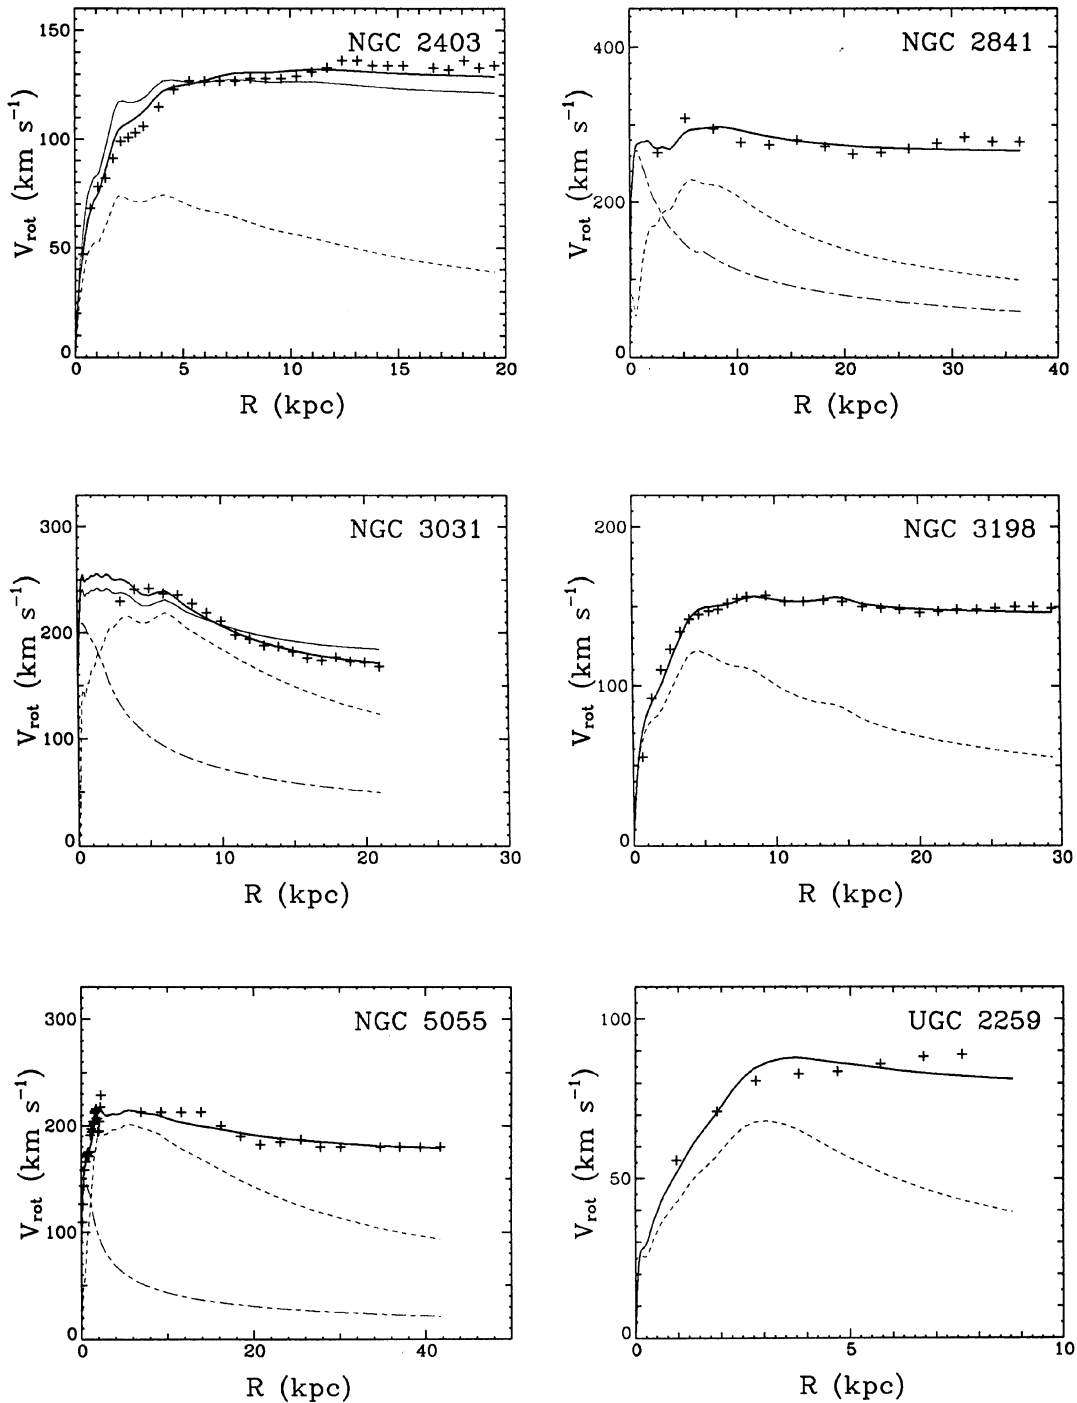 NGC 2403
150
100
50
0
V_rot (km s⁻¹)
0 5 10 15 20
R (kpc)
NGC 2841
400
200
0
V_rot (km s⁻¹)
0 10 20 30 40
R (kpc)
NGC 3031
300
200
100
0
V_rot (km s⁻¹)
0 10 20 30
R (kpc)
NGC 3198
200
100
0
V_rot (km s⁻¹)
0 10 20 30
R (kpc)
NGC 5055
300
200
100
0
V_rot (km s⁻¹)
0 20 40
R (kpc)
UGC 2259
100
50
0
V_rot (km s⁻¹)
0 5 10
R (kpc)